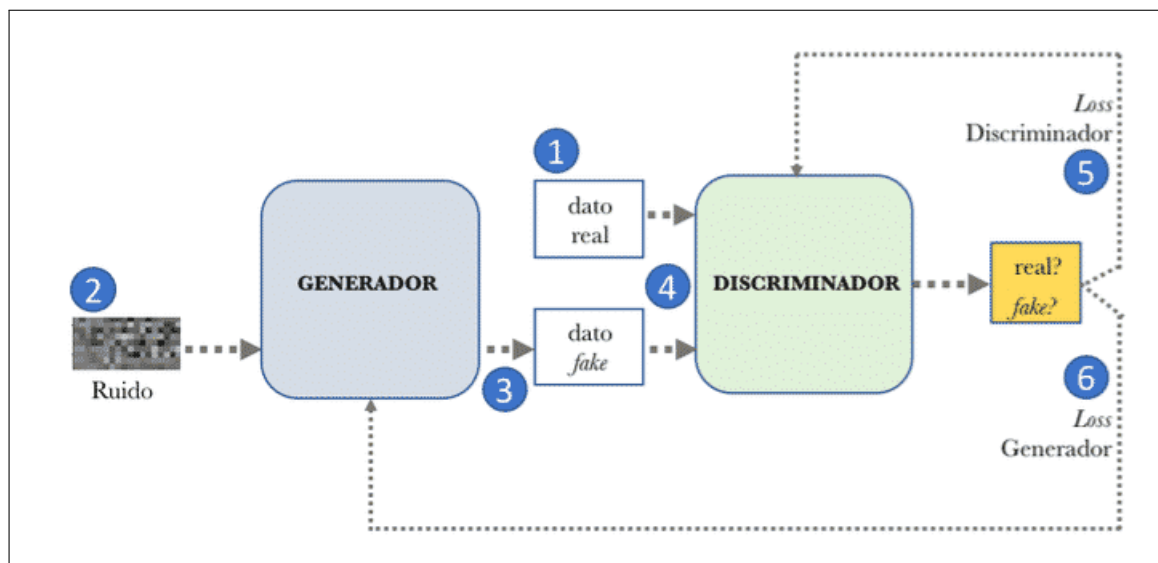 Loss
Discriminador
5
1
dato
real
2
GENERADOR
4
DISCRIMINADOR
real?
fake?
dato
fake
3
Ruido
6
Loss
Generador